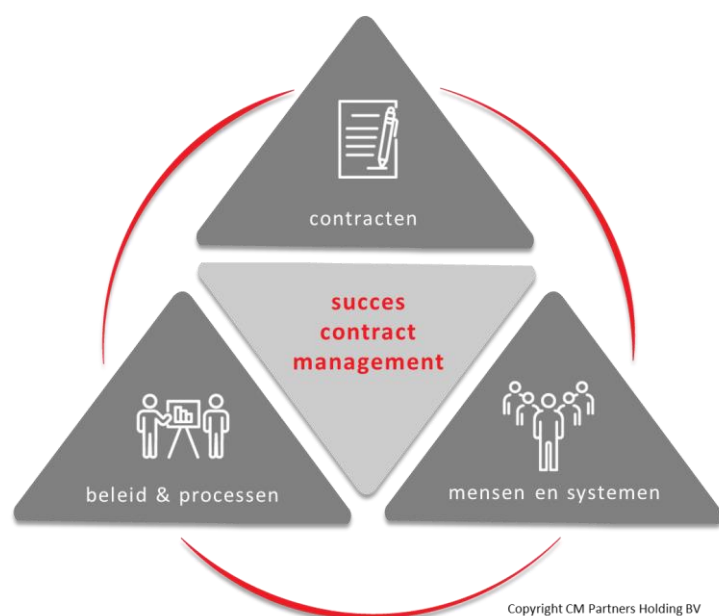 contracten
succes
contract
management
beleid & processen
mensen en systemen
Copyright CM Partners Holding BV